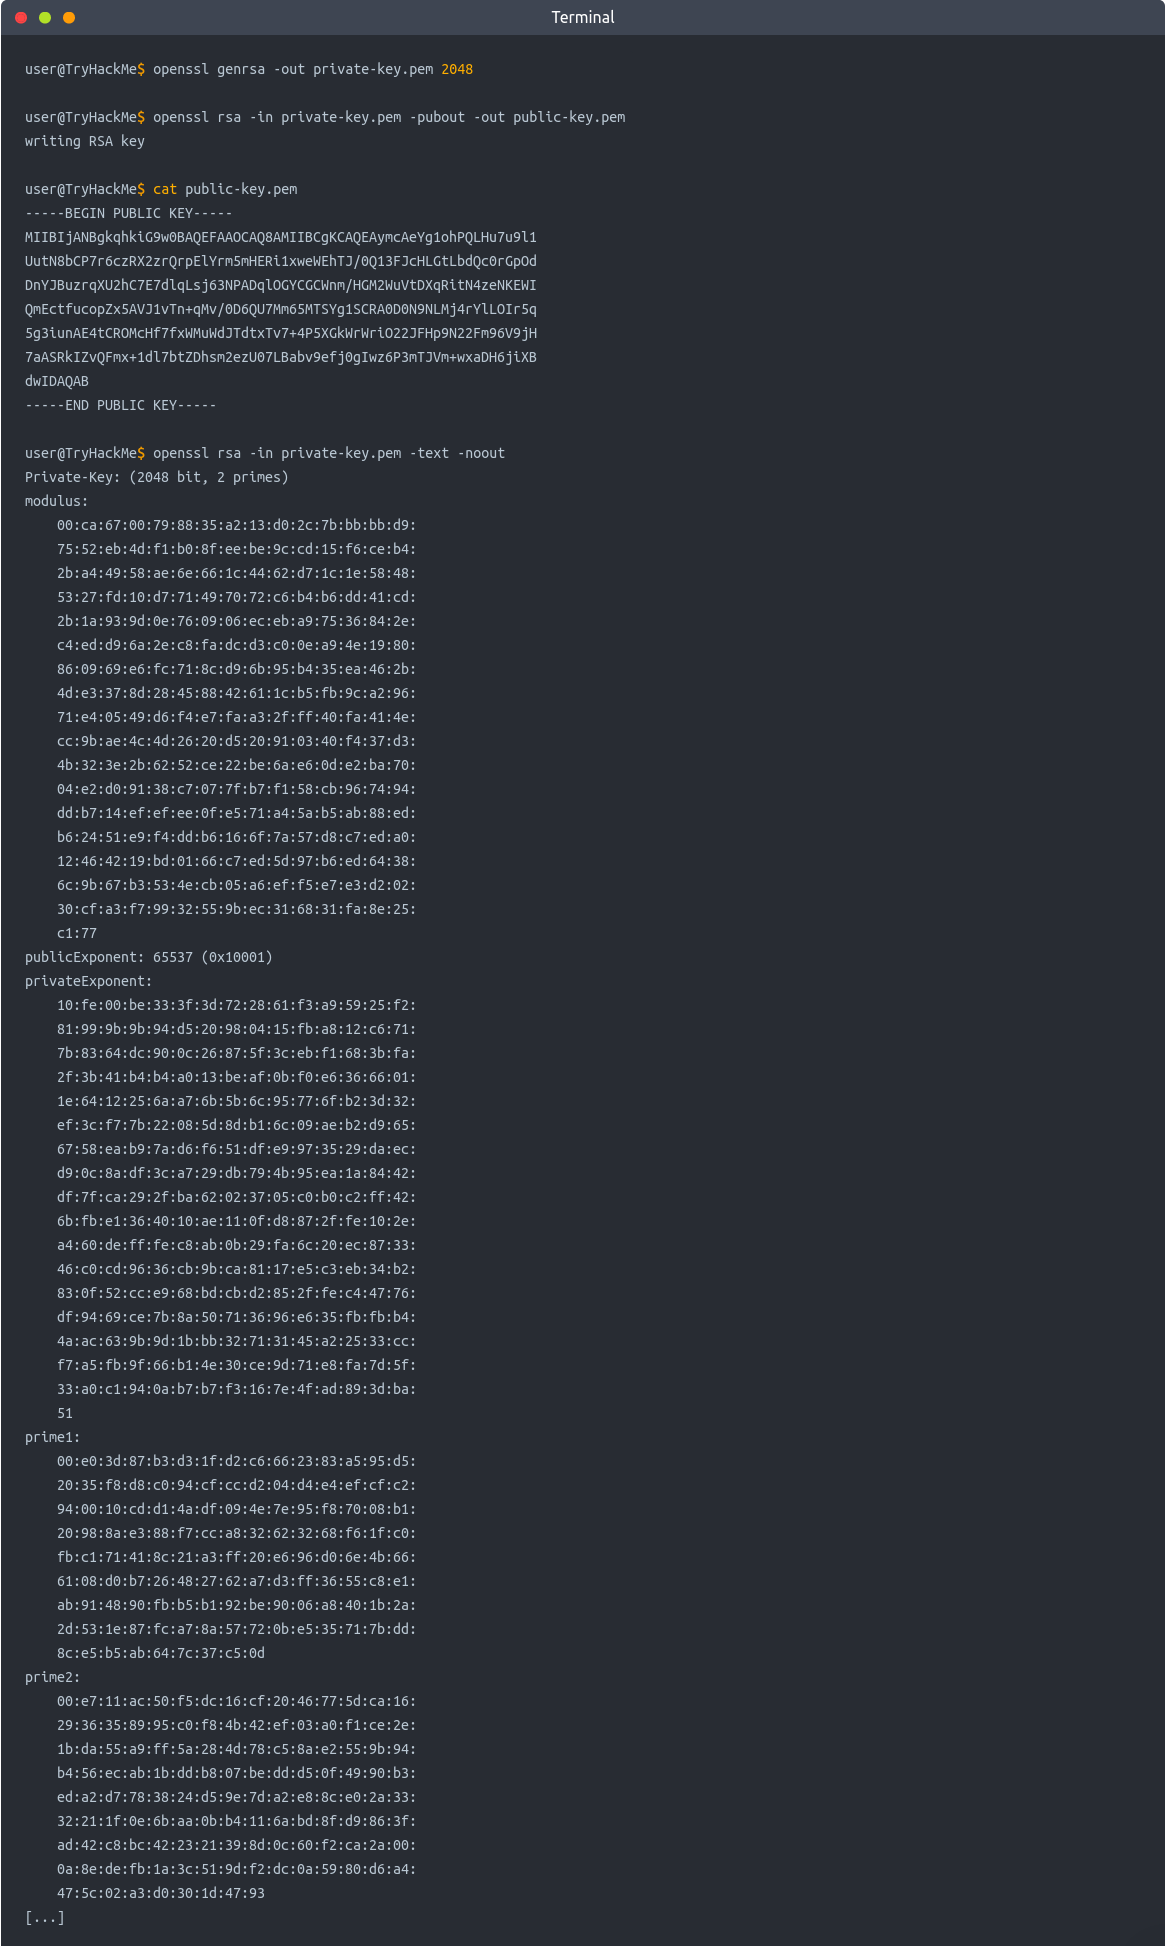 Terminal
user@TryHackMe$ openssl genrsa -out private-key.pem 2048
user@TryHackMe$ openssl rsa -in private-key.pem -pubout -out public-key.pem
writing RSA key
user@TryHackMe$ cat public-key.pem
-----BEGIN PUBLIC KEY-----
MIIBIjANBgkqhkiG9w0BAQEFAAOCAQ8AMIIBCgKCAQEAymcAeYg1ohPQLHu7u9l1
UutN8bCP7r6czRX2zrQrpElYrm5mHERi1xweWEhTJ/0Q13FJcHLGtLbdQc0rGpOd
DnYJBuzrqXU2hC7E7dlqLsj63NPADqlOGYCGCWnm/HGM2WuVtDXqRitN4zeNKEWI
QmEctfucopZx5AVJ1vTn+qMv/0D6QU7Mm65MTSYg1SCRA0D0N9NLMj4rYlLOIr5q
5g3iunAE4tCROMcHf7fxWMuWdJTdtxTv7+4P5XGkWrWriO22JFHp9N22Fm96V9jH
7aASRkIZvQFmx+1dl7btZDhsm2ezU07LBabv9efj0gIwz6P3mTJVm+wxaDH6jiXB
dwIDAQAB
-----END PUBLIC KEY-----
user@TryHackMe$ openssl rsa -in private-key.pem -text -noout
Private-Key: (2048 bit, 2 primes)
modulus:
00:ca:67:00:79:88:35:a2:13:d0:2c:7b:bb:bb:d9:
75:52:eb:4d:f1:b0:8f:ee:be:9c:cd:15:f6:ce:b4:
2b:a4:49:58:ae:6e:66:1c:44:62:d7:1c:1e:58:48:
53:27:fd:10:d7:71:49:70:72:c6:b4:b6:dd:41:cd:
2b:1a:93:9d:0e:76:09:06:ec:eb:a9:75:36:84:2e:
c4:ed:d9:6a:2e:c8:fa:dc:d3:c0:0e:a9:4e:19:80:
86:09:69:e6:fc:71:8c:d9:6b:95:b4:35:ea:46:2b:
4d:e3:37:8d:28:45:88:42:61:1c:b5:fb:9c:a2:96:
71:e4:05:49:d6:f4:e7:fa:a3:2f:ff:40:fa:41:4e:
cc:9b:ae:4c:4d:26:20:d5:20:91:03:40:f4:37:d3:
4b:32:3e:2b:62:52:ce:22:be:6a:e6:0d:e2:ba:70:
04:e2:d0:91:38:c7:07:7f:b7:f1:58:cb:96:74:94:
dd:b7:14:ef:ef:ee:0f:e5:71:a4:5a:b5:ab:88:ed:
b6:24:51:e9:f4:dd:b6:16:6f:7a:57:d8:c7:ed:a0:
12:46:42:19:bd:01:66:c7:ed:5d:97:b6:ed:64:38:
6c:9b:67:b3:53:4e:cb:05:a6:ef:f5:e7:e3:d2:02:
30:cf:a3:f7:99:32:55:9b:ec:31:68:31:fa:8e:25:
c1:77
publicExponent: 65537 (0x10001)
privateExponent:
10:fe:00:be:33:3f:3d:72:28:61:f3:a9:59:25:f2:
81:99:9b:9b:94:d5:20:98:04:15:fb:a8:12:c6:71:
7b:83:64:dc:90:0c:26:87:5f:3c:eb:f1:68:3b:fa:
2f:3b:41:b4:b4:a0:13:be:af:0b:f0:e6:36:66:01:
1e:64:12:25:6a:a7:6b:5b:6c:95:77:6f:b2:3d:32:
ef:3c:f7:7b:22:08:5d:8d:b1:6c:09:ae:b2:d9:65:
67:58:ea:b9:7a:d6:f6:51:df:e9:97:35:29:da:ec:
d9:0c:8a:df:3c:a7:29:db:79:4b:95:ea:1a:84:42:
df:7f:ca:29:2f:ba:62:02:37:05:c0:b0:c2:ff:42:
6b:fb:e1:36:40:10:ae:11:0f:d8:87:2f:fe:10:2e:
a4:60:de:ff:fe:c8:ab:0b:29:fa:6c:20:ec:87:33:
46:c0:cd:96:36:cb:9b:ca:81:17:e5:c3:eb:34:b2:
83:0f:52:cc:e9:68:bd:cb:d2:85:2f:fe:c4:47:76:
df:94:69:ce:7b:8a:50:71:36:96:e6:35:fb:fb:b4:
4a:ac:63:9b:9d:1b:bb:32:71:31:45:a2:25:33:cc:
f7:a5:fb:9f:66:b1:4e:30:ce:9d:71:e8:fa:7d:5f:
33:a0:c1:94:0a:b7:b7:f3:16:7e:4f:ad:89:3d:ba:
51
prime1:
00:e0:3d:87:b3:d3:1f:d2:c6:66:23:83:a5:95:d5:
20:35:f8:d8:c0:94:cf:cc:d2:04:d4:e4:ef:cf:c2:
94:00:10:cd:d1:4a:df:09:4e:7e:95:f8:70:08:b1:
20:98:8a:e3:88:f7:cc:a8:32:62:32:68:f6:1f:c0:
fb:c1:71:41:8c:21:a3:ff:20:e6:96:d0:6e:4b:66:
61:08:d0:b7:26:48:27:62:a7:d3:ff:36:55:c8:e1:
ab:91:48:90:fb:b5:b1:92:be:90:06:a8:40:1b:2a:
2d:53:1e:87:fc:a7:8a:57:72:0b:e5:35:71:7b:dd:
8c:e5:b5:ab:64:7c:37:c5:0d
prime2:
00:e7:11:ac:50:f5:dc:16:cf:20:46:77:5d:ca:16:
29:36:35:89:95:c0:f8:4b:42:ef:03:a0:f1:ce:2e:
1b:da:55:a9:ff:5a:28:4d:78:c5:8a:e2:55:9b:94:
b4:56:ec:ab:1b:dd:b8:07:be:dd:d5:0f:49:90:b3:
ed:a2:d7:78:38:24:d5:9e:7d:a2:e8:8c:e0:2a:33:
32:21:1f:0e:6b:aa:0b:b4:11:6a:bd:8f:d9:86:3f:
ad:42:c8:bc:42:23:21:39:8d:0c:60:f2:ca:2a:00:
0a:8e:de:fb:1a:3c:51:9d:f2:dc:0a:59:80:d6:a4:
47:5c:02:a3:d0:30:1d:47:93
[...]